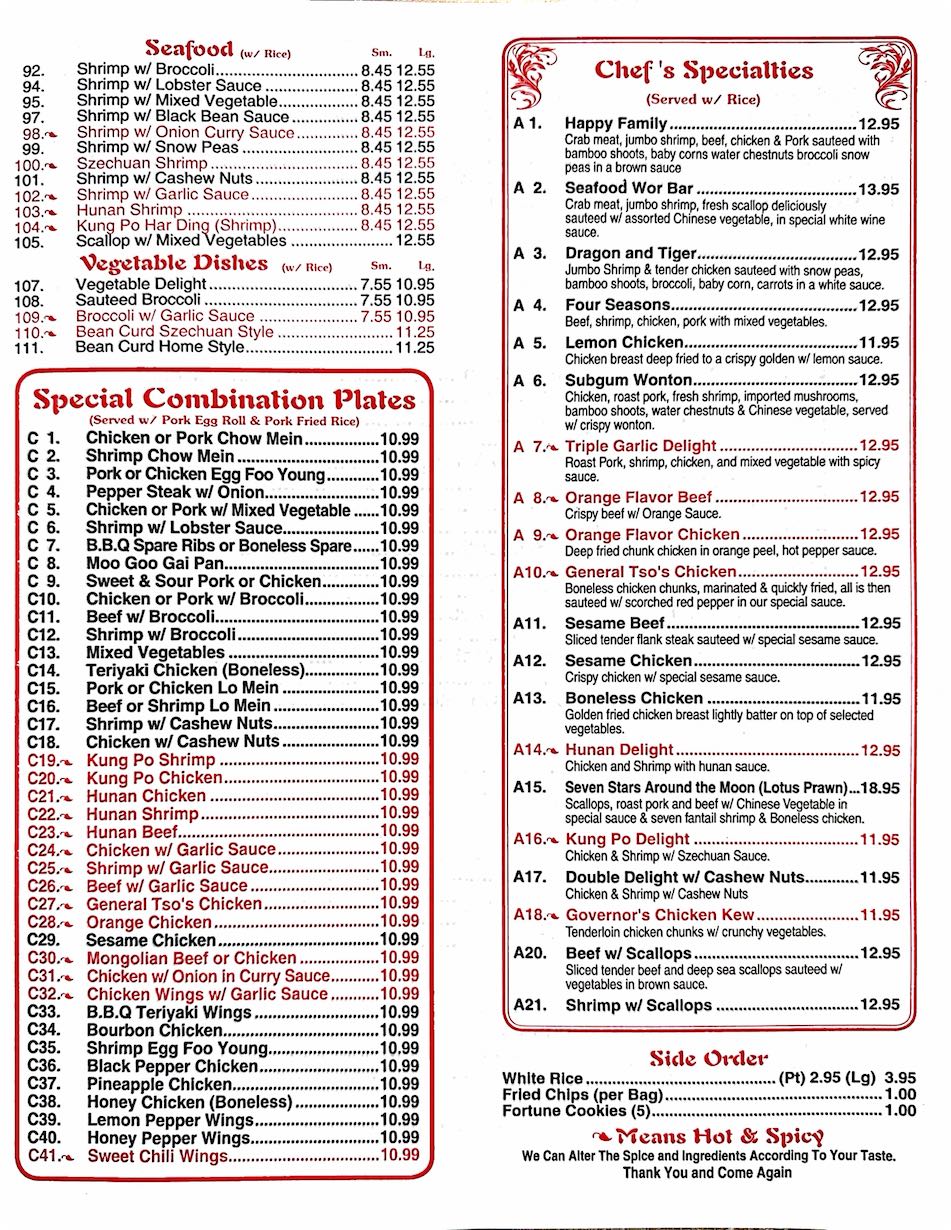 Seafood (w/ Rice) Sm. Lg.
92. Shrimp w/ Broccoli 8.45 12.55
94. Shrimp w/ Lobster Sauce 8.45 12.55
95. Shrimp w/ Mixed Vegetable 8.45 12.55
97. Shrimp w/ Black Bean Sauce 8.45 12.55
98. Shrimp w/ Onion Curry Sauce 8.45 12.55
99. Shrimp w/ Snow Peas 8.45 12.55
100. Szechuan Shrimp 8.45 12.55
101. Shrimp w/ Cashew Nuts 8.45 12.55
102. Shrimp w/ Garlic Sauce 8.45 12.55
103. Hunan Shrimp 8.45 12.55
104. Kung Po Har Ding (Shrimp) 8.45 12.55
105. Scallop w/ Mixed Vegetables 12.55
Vegetable Dishes (w/ Rice) Sm. Lg.
107. Vegetable Delight 7.55 10.95
108. Sauteed Broccoli 7.55 10.95
109. Broccoli w/ Garlic Sauce 7.55 10.95
110. Bean Curd Szechuan Style 11.25
111. Bean Curd Home Style 11.25
Special Combination Plates
(Served w/ Pork Egg Roll & Pork Fried Rice)
C 1. Chicken or Pork Chow Mein 10.99
C 2. Shrimp Chow Mein 10.99
C 3. Pork or Chicken Egg Foo Young 10.99
C 4. Pepper Steak w/ Onion 10.99
C 5. Chicken or Pork w/ Mixed Vegetable 10.99
C 6. Shrimp w/ Lobster Sauce 10.99
C 7. B.B.Q Spare Ribs or Boneless Spare 10.99
C 8. Moo Goo Gai Pan 10.99
C 9. Sweet & Sour Pork or Chicken 10.99
C10. Chicken or Pork w/ Broccoli 10.99
C11. Beef w/ Broccoli 10.99
C12. Shrimp w/ Broccoli 10.99
C13. Mixed Vegetables 10.99
C14. Teriyaki Chicken (Boneless) 10.99
C15. Pork or Chicken Lo Mein 10.99
C16. Beef or Shrimp Lo Mein 10.99
C17. Shrimp w/ Cashew Nuts 10.99
C18. Chicken w/ Cashew Nuts 10.99
C19. Kung Po Shrimp 10.99
C20. Kung Po Chicken 10.99
C21. Hunan Chicken 10.99
C22. Hunan Shrimp 10.99
C23. Hunan Beef 10.99
C24. Chicken w/ Garlic Sauce 10.99
C25. Shrimp w/ Garlic Sauce 10.99
C26. Beef w/ Garlic Sauce 10.99
C27. General Tso's Chicken 10.99
C28. Orange Chicken 10.99
C29. Sesame Chicken 10.99
C30. Mongolian Beef or Chicken 10.99
C31. Chicken w/ Onion in Curry Sauce 10.99
C32. Chicken Wings w/ Garlic Sauce 10.99
C33. B.B.Q Teriyaki Wings 10.99
C34. Bourbon Chicken 10.99
C35. Shrimp Egg Foo Young 10.99
C36. Black Pepper Chicken 10.99
C37. Pineapple Chicken 10.99
C38. Honey Chicken (Boneless) 10.99
C39. Lemon Pepper Wings 10.99
C40. Honey Pepper Wings 10.99
C41. Sweet Chili Wings 10.99
Chef's Specialties
(Served w/ Rice)
A 1. Happy Family 12.95
Crab meat, jumbo shrimp, beef, chicken & Pork sauteed with
bamboo shoots, baby corns water chestnuts broccoli snow
peas in a brown sauce
A 2. Seafood Wor Bar 13.95
Crab meat, jumbo shrimp, fresh scallop deliciously
sauteed w/ assorted Chinese vegetable, in special white wine
sauce.
A 3. Dragon and Tiger 12.95
Jumbo Shrimp & tender chicken sauteed with snow peas,
bamboo shoots, broccoli, baby corn, carrots in a white sauce.
A 4. Four Seasons 12.95
Beef, shrimp, chicken, pork with mixed vegetables.
A 5. Lemon Chicken 11.95
Chicken breast deep fried to a crispy golden w/ lemon sauce.
A 6. Subgum Wonton 12.95
Chicken, roast pork, fresh shrimp, imported mushrooms,
bamboo shoots, water chestnuts & Chinese vegetable, served
w/ crispy wonton.
A 7. Triple Garlic Delight 12.95
Roast Pork, shrimp, chicken, and mixed vegetable with spicy
sauce.
A 8. Orange Flavor Beef 12.95
Crispy beef w/ Orange Sauce.
A 9. Orange Flavor Chicken 12.95
Deep fried chunk chicken in orange peel, hot pepper sauce.
A10. General Tso's Chicken 12.95
Boneless chicken chunks, marinated & quickly fried, all is then
sauteed w/ scorched red pepper in our special sauce.
A11. Sesame Beef 12.95
Sliced tender flank steak sauteed w/ special sesame sauce.
A12. Sesame Chicken 12.95
Crispy chicken w/ special sesame sauce.
A13. Boneless Chicken 11.95
Golden fried chicken breast lightly batter on top of selected
vegetables.
A14. Hunan Delight 12.95
Chicken and Shrimp with hunan sauce.
A15. Seven Stars Around the Moon (Lotus Prawn) 18.95
Scallops, roast pork and beef w/ Chinese Vegetable in
special sauce & seven fantail shrimp & Boneless chicken.
A16. Kung Po Delight 11.95
Chicken & Shrimp w/ Szechuan Sauce.
A17. Double Delight w/ Cashew Nuts 11.95
Chicken & Shrimp w/ Cashew Nuts
A18. Governor's Chicken Kew 11.95
Tenderloin chicken chunks w/ crunchy vegetables.
A20. Beef w/ Scallops 12.95
Sliced tender beef and deep sea scallops sauteed w/
vegetables in brown sauce.
A21. Shrimp w/ Scallops 12.95
Side Order
White Rice (Pt) 2.95 (Lg) 3.95
Fried Chips (per Bag) 1.00
Fortune Cookies (5) 1.00
Means Hot & Spicy
We Can Alter The Spice and Ingredients According To Your Taste.
Thank You and Come Again